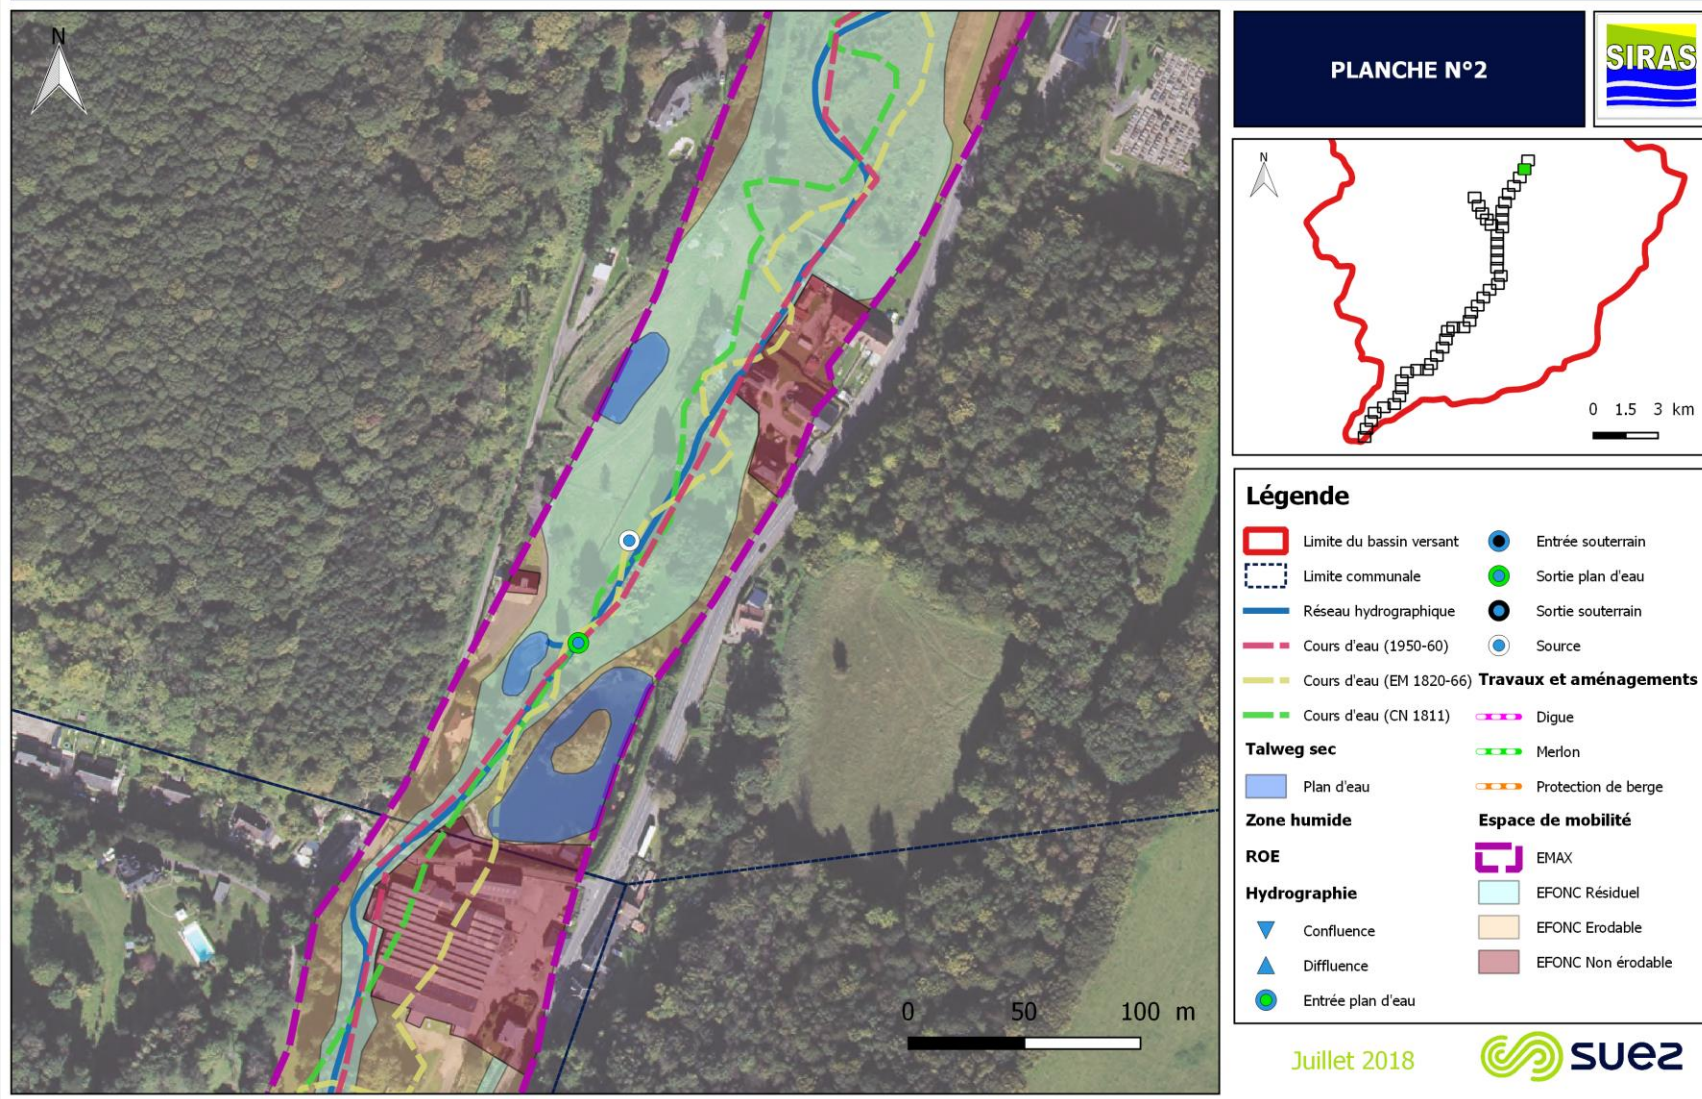 N
0 50 100 m
PLANCHE N°2
SIRAS
N
0 1.5 3 km
Légende
Limite du bassin versant
Limite communale
Réseau hydrographique
Cours d'eau (1950-60)
Cours d'eau (EM 1820-66)
Cours d'eau (CN 1811)
Talweg sec
Plan d'eau
Zone humide
ROE
Hydrographie
Confluence
Diffluence
Entrée plan d'eau
Entrée souterrain
Sortie plan d'eau
Sortie souterrain
Source
Travaux et aménagements
Digue
Merlon
Protection de berge
Espace de mobilité
EMAX
EFONC Résiduel
EFONC Erodable
EFONC Non érodable
Juillet 2018
suez